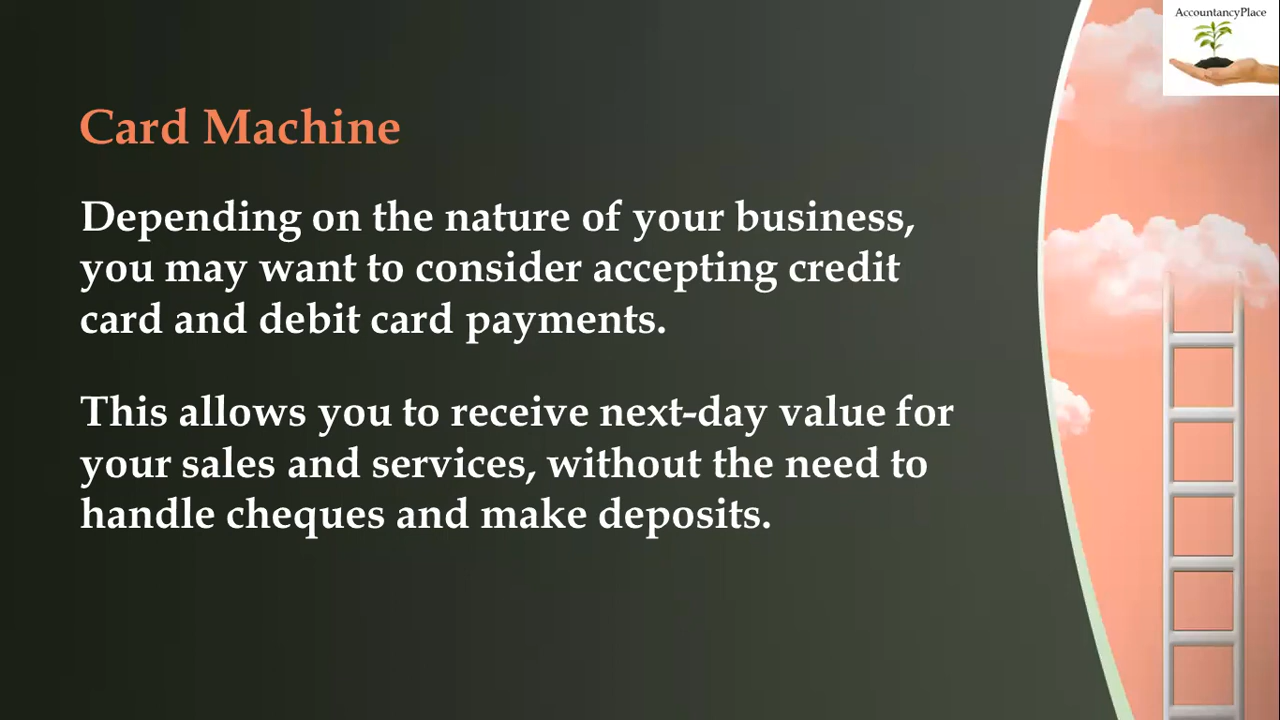 AccountancyPlace
Card Machine
Depending on the nature of your business,
you may want to consider accepting credit
card and debit card payments.
This allows you to receive next-day value for
your sales and services, without the need to
handle cheques and make deposits.